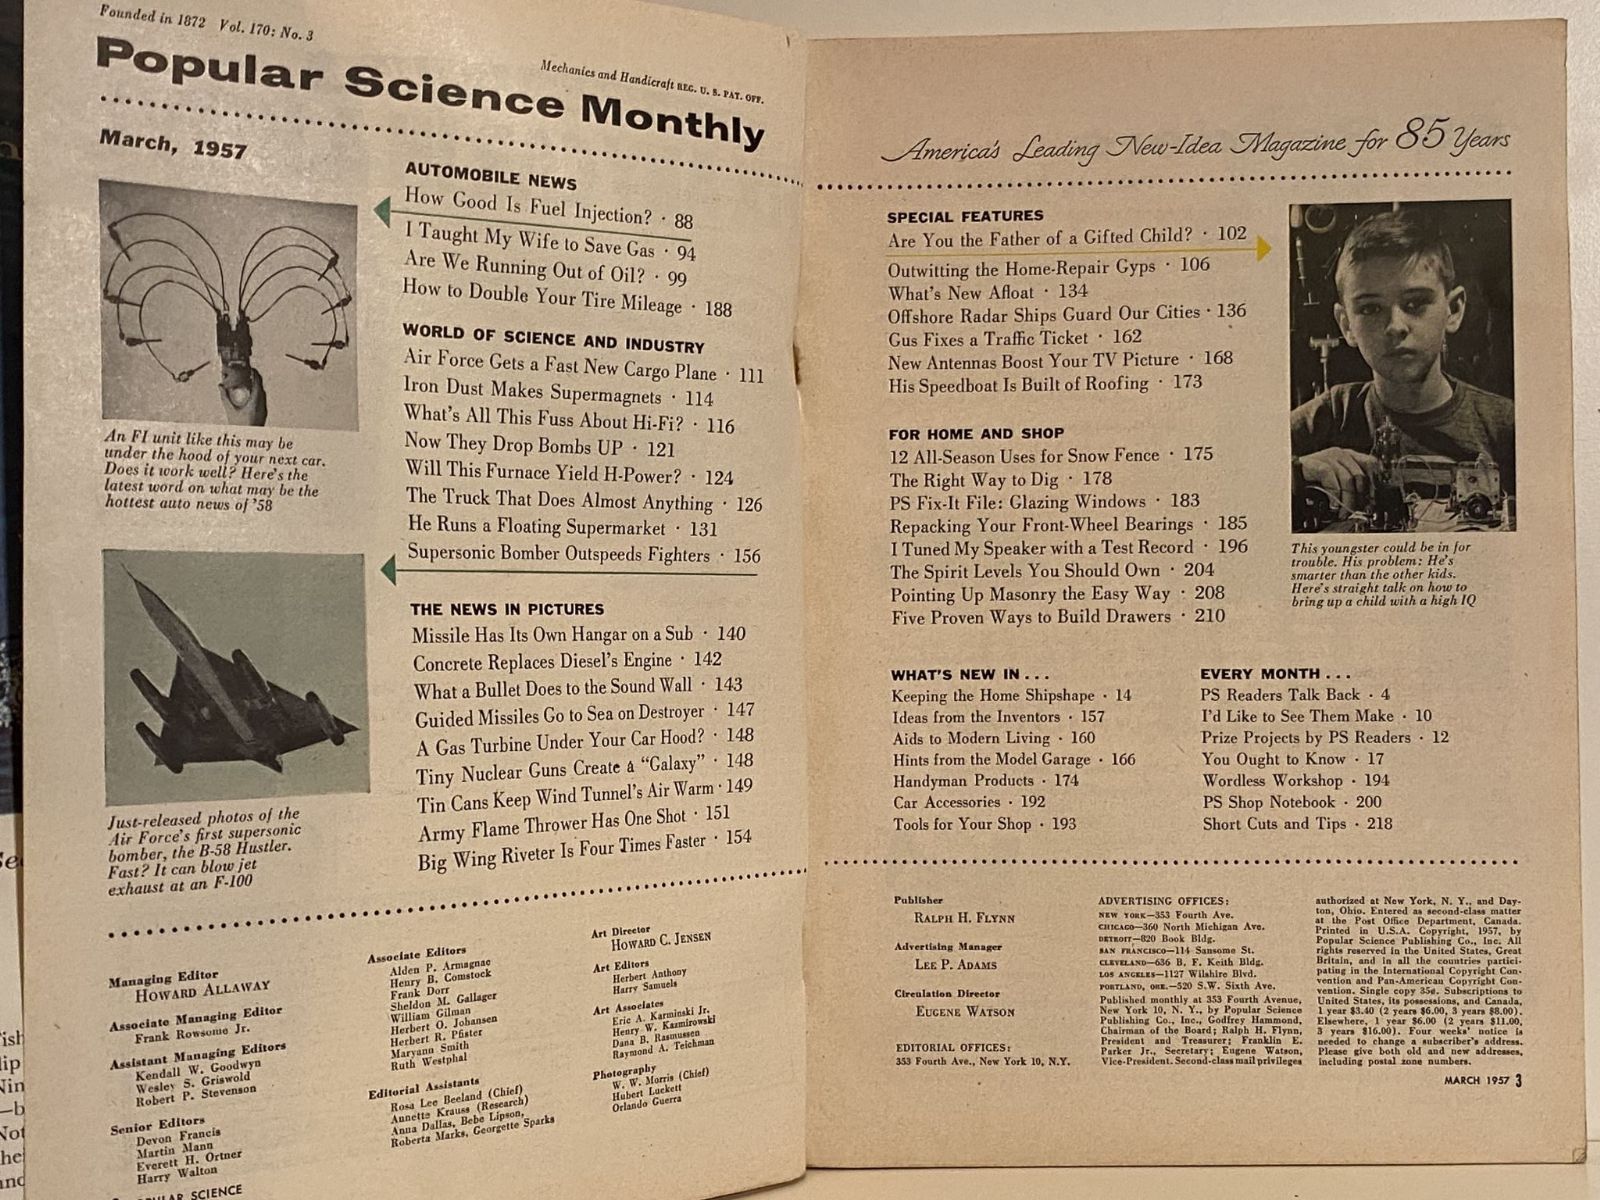 Founded in 1872 Vol. 170: No. 3
Popular Science Monthly
Mechanics and Handicraft REG. U. S. PAT. OFF.
March, 1957
An FI unit like this may be
under the hood of your next car.
Does it work well? Here's the
latest word on what may be the
hottest auto news of '58
Just-released photos of the
Air Force's first supersonic
bomber, the B-58 Hustler.
Fast? It can blow jet
exhaust at an F-100
AUTOMOBILE NEWS
How Good Is Fuel Injection? · 88
I Taught My Wife to Save Gas · 94
Are We Running Out of Oil? · 99
How to Double Your Tire Mileage · 188
WORLD OF SCIENCE AND INDUSTRY
Air Force Gets a Fast New Cargo Plane · 111
Iron Dust Makes Supermagnets · 114
What's All This Fuss About Hi-Fi? · 116
Now They Drop Bombs UP · 121
Will This Furnace Yield H-Power? · 124
The Truck That Does Almost Anything · 126
He Runs a Floating Supermarket · 131
Supersonic Bomber Outspeeds Fighters · 156
THE NEWS IN PICTURES
Missile Has Its Own Hangar on a Sub · 140
Concrete Replaces Diesel's Engine · 142
What a Bullet Does to the Sound Wall · 143
Guided Missiles Go to Sea on Destroyer · 147
A Gas Turbine Under Your Car Hood? · 148
Tiny Nuclear Guns Create a "Galaxy" · 148
Tin Cans Keep Wind Tunnel's Air Warm · 149
Army Flame Thrower Has One Shot · 151
Big Wing Riveter Is Four Times Faster · 154
Managing Editor
HOWARD ALLAWAY
Associate Managing Editor
Frank Rowsome Jr.
Assistant Managing Editors
Kendall W. Goodwyn
Wesley S. Griswold
Robert P. Stevenson
Senior Editors
Devon Francis
Martin Mann
Everett H. Ortner
Harry Walton
Associate Editors
Alden P. Armagnac
Henry B. Comstock
Frank Dorr
Sheldon M. Gallager
William Gilman
Herbert O. Johansen
Herbert R. Pfister
Maryann Smith
Ruth Westphal
Editorial Assistants
Rosa Lee Beeland (Chief)
Annette Krauss (Research)
Anna Dallas, Bebe Lipson,
Roberta Marks, Georgette Sparks
Art Director
HOWARD C. JENSEN
Art Editors
Herbert Anthony
Harry Samuels
Art Associates
Eric A. Karminski Jr.
Henry W. Kazmirowski
Dana B. Rasmussen
Raymond A. Teichman
Photography
W. W. Morris (Chief)
Hubert Luckett
Orlando Guerra
SCIENCE
America's Leading New-Idea Magazine for 85 Years
SPECIAL FEATURES
Are You the Father of a Gifted Child? · 102
Outwitting the Home-Repair Gyps · 106
What's New Afloat · 134
Offshore Radar Ships Guard Our Cities · 136
Gus Fixes a Traffic Ticket · 162
New Antennas Boost Your TV Picture · 168
His Speedboat Is Built of Roofing · 173
FOR HOME AND SHOP
12 All-Season Uses for Snow Fence · 175
The Right Way to Dig · 178
PS Fix-It File: Glazing Windows · 183
Repacking Your Front-Wheel Bearings · 185
I Tuned My Speaker with a Test Record · 196
The Spirit Levels You Should Own · 204
Pointing Up Masonry the Easy Way · 208
Five Proven Ways to Build Drawers · 210
This youngster could be in for
trouble. His problem: He's
smarter than the other kids.
Here's straight talk on how to
bring up a child with a high IQ
WHAT'S NEW IN . . .
Keeping the Home Shipshape · 14
Ideas from the Inventors · 157
Aids to Modern Living · 160
Hints from the Model Garage · 166
Handyman Products · 174
Car Accessories · 192
Tools for Your Shop · 193
EVERY MONTH . . .
PS Readers Talk Back · 4
I'd Like to See Them Make · 10
Prize Projects by PS Readers · 12
You Ought to Know · 17
Wordless Workshop · 194
PS Shop Notebook · 200
Short Cuts and Tips · 218
Publisher
RALPH H. FLYNN
Advertising Manager
LEE P. ADAMS
Circulation Director
EUGENE WATSON
EDITORIAL OFFICES:
353 Fourth Ave., New York 10, N.Y.
ADVERTISING OFFICES:
NEW YORK—353 Fourth Ave.
CHICAGO—360 North Michigan Ave.
DETROIT—820 Book Bldg.
SAN FRANCISCO—114 Sansome St.
CLEVELAND—636 B. F. Keith Bldg.
LOS ANGELES—1127 Wilshire Blvd.
PORTLAND, ORE.—520 S.W. Sixth Ave.
Published monthly at 353 Fourth Avenue,
New York 10, N. Y., by Popular Science
Publishing Co., Inc., Godfrey Hammond,
Chairman of the Board; Ralph H. Flynn,
President and Treasurer; Franklin E.
Parker Jr., Secretary; Eugene Watson,
Vice-President. Second-class mail privileges
authorized at New York, N. Y., and Day-
ton, Ohio. Entered as second-class matter
at the Post Office Department, Canada.
Printed in U.S.A. Copyright, 1957, by
Popular Science Publishing Co., Inc. All
rights reserved in the United States, Great
Britain, and in all the countries partici-
pating in the International Copyright Con-
vention and Pan-American Copyright Con-
vention. Single copy 35¢. Subscriptions to
United States, its possessions, and Canada,
1 year $3.40 (2 years $6.00, 3 years $8.00).
Elsewhere, 1 year $6.00 (2 years $11.00,
3 years $16.00). Four weeks' notice is
needed to change a subscriber's address.
Please give both old and new addresses,
including postal zone numbers.
MARCH 1957 3